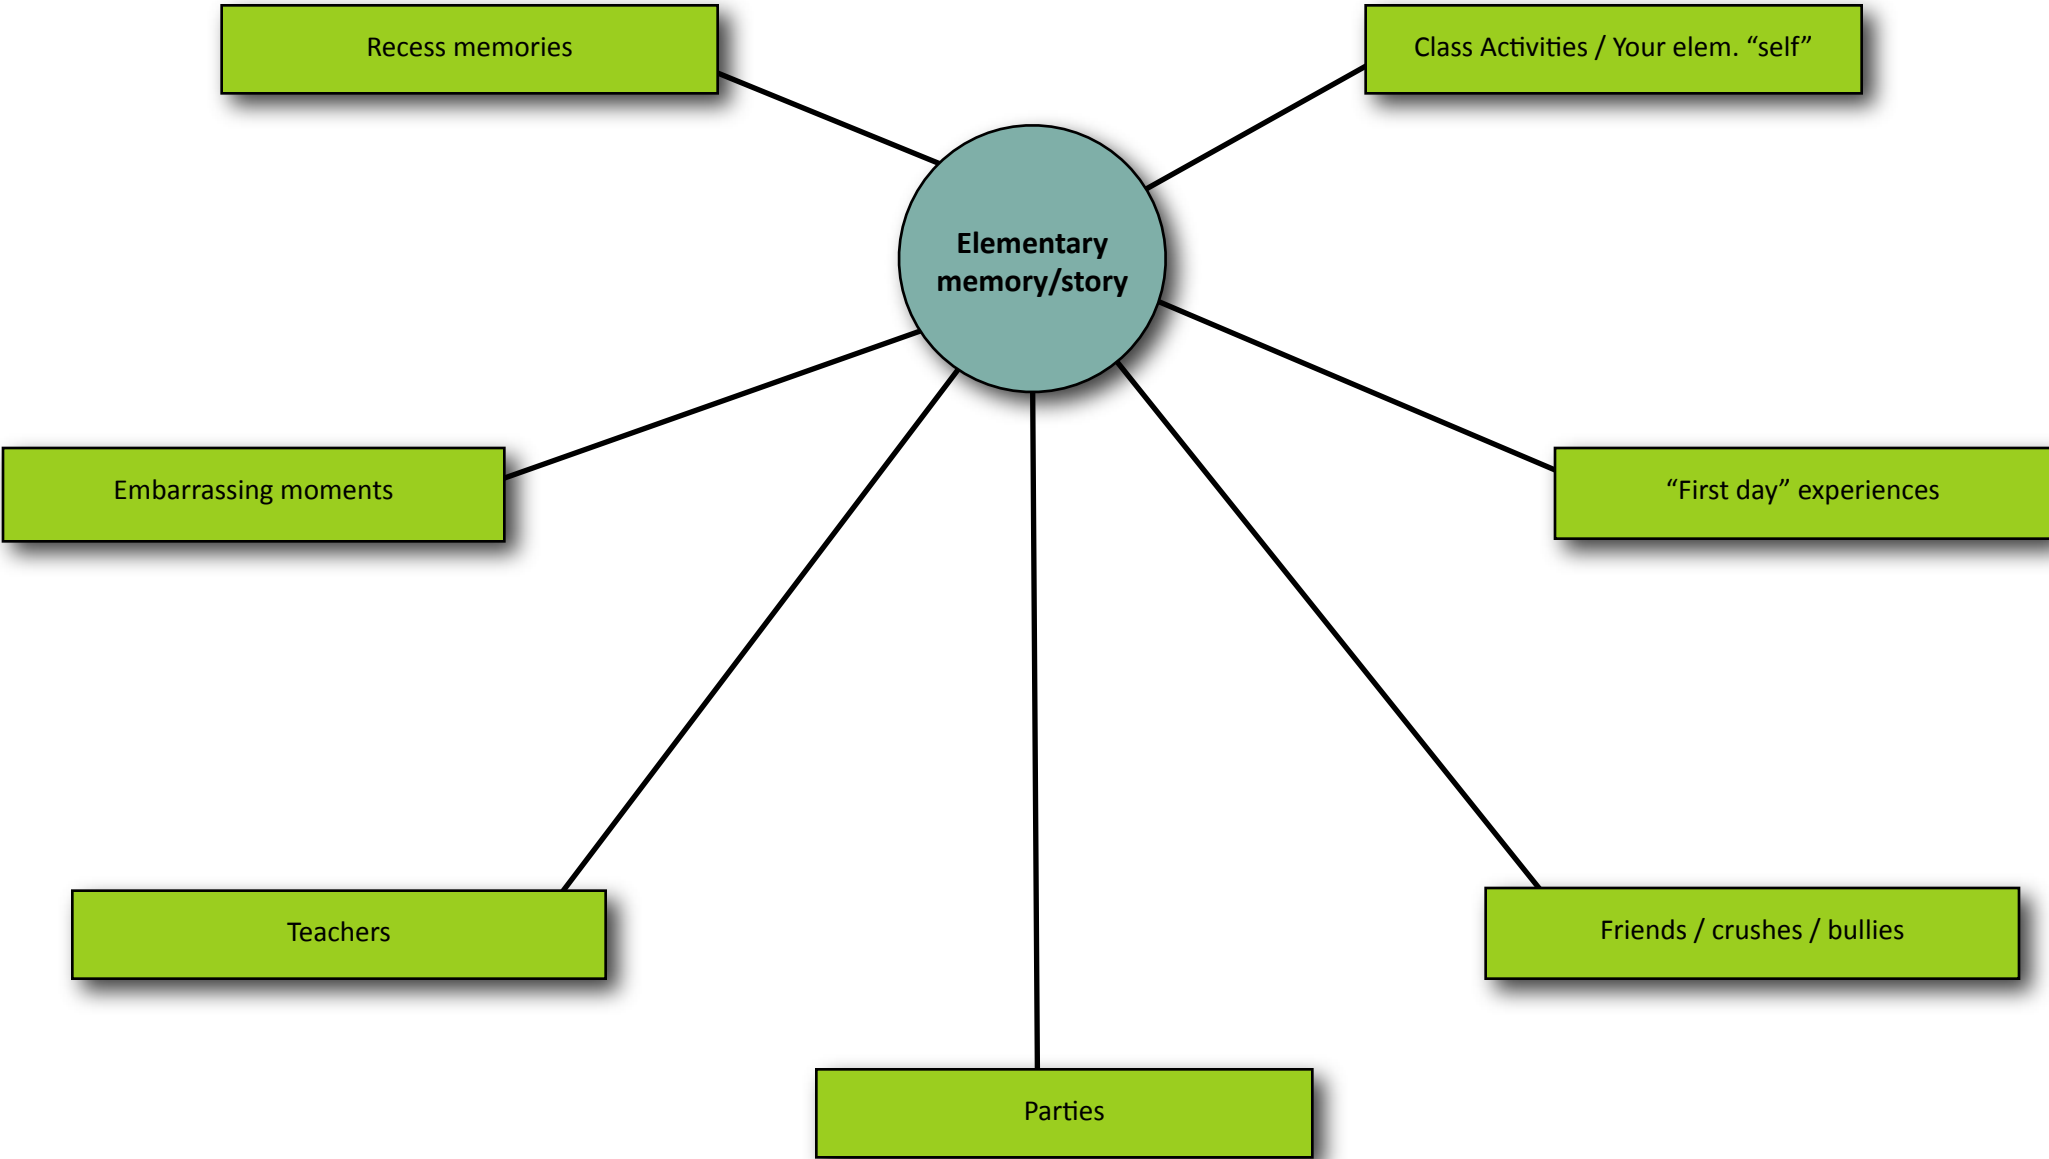 Recess memories
Class Activities / Your elem. “self”
Elementary
memory/story
Embarrassing moments
“First day” experiences
Teachers
Friends / crushes / bullies
Parties